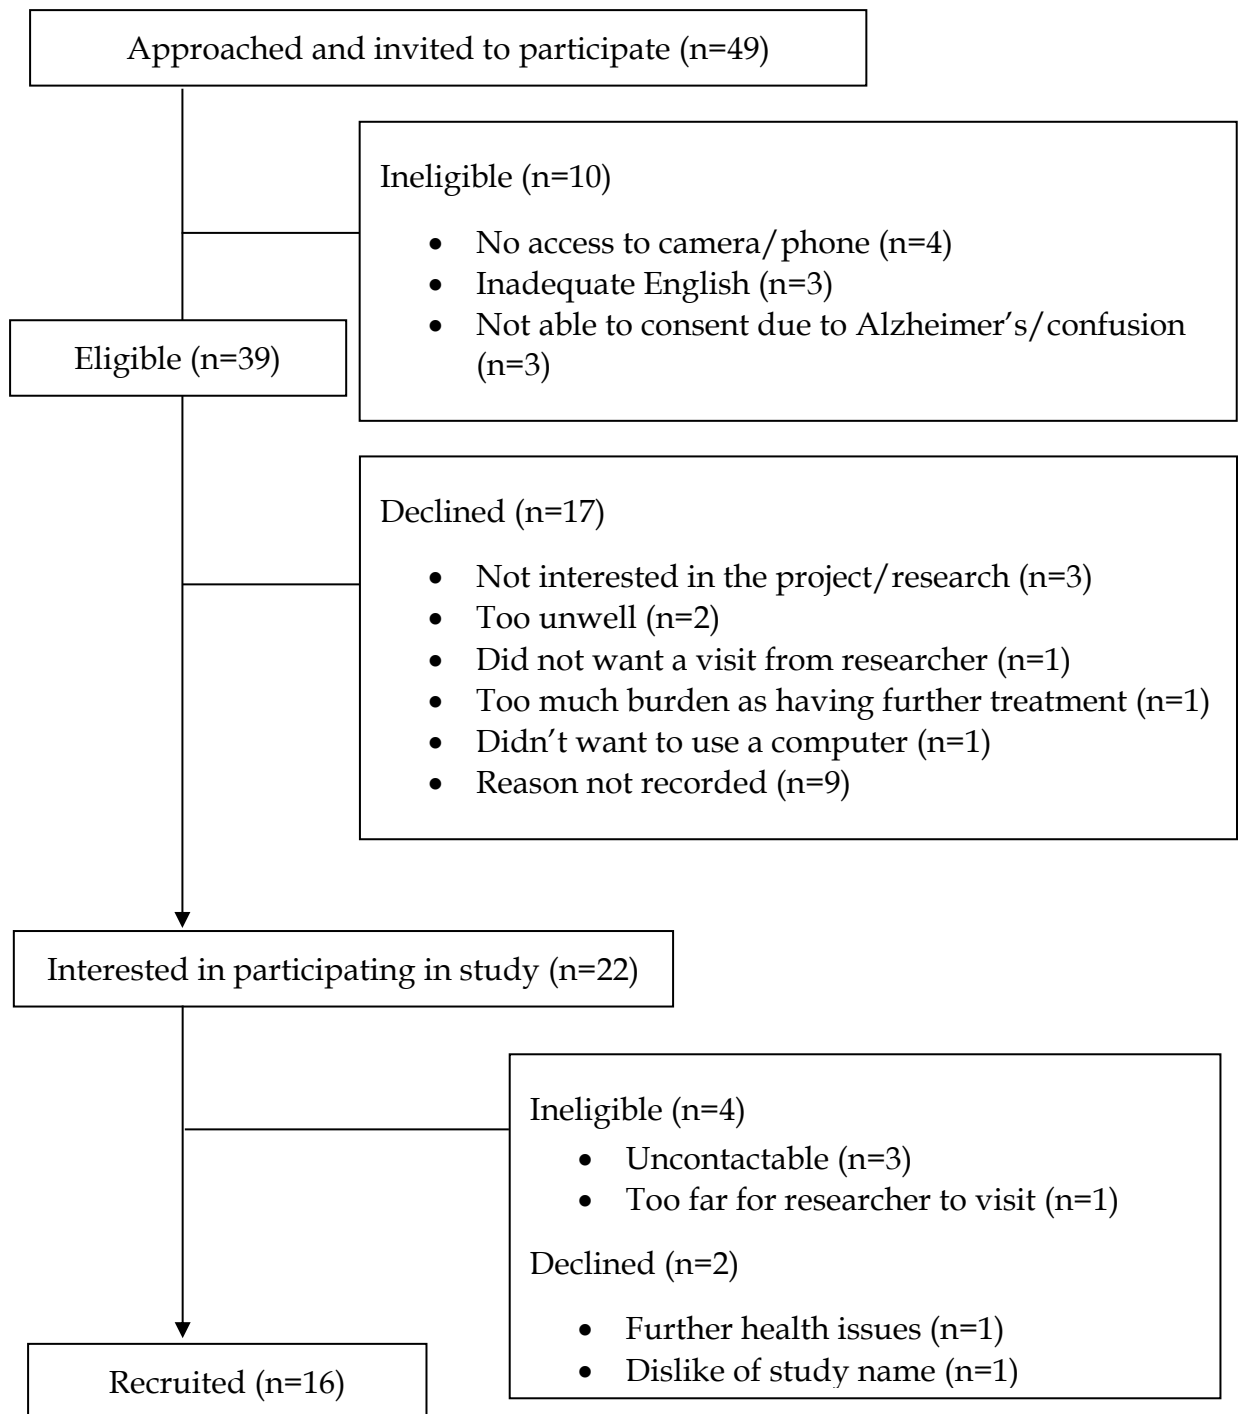 Approached and invited to participate (n=49)
Ineligible (n=10)
• No access to camera/phone (n=4)
• Inadequate English (n=3)
• Not able to consent due to Alzheimer’s/confusion
(n=3)
Eligible (n=39)
Declined (n=17)
• Not interested in the project/research (n=3)
• Too unwell (n=2)
• Did not want a visit from researcher (n=1)
• Too much burden as having further treatment (n=1)
• Didn’t want to use a computer (n=1)
• Reason not recorded (n=9)
Interested in participating in study (n=22)
Ineligible (n=4)
• Uncontactable (n=3)
• Too far for researcher to visit (n=1)
Declined (n=2)
• Further health issues (n=1)
• Dislike of study name (n=1)
Recruited (n=16)